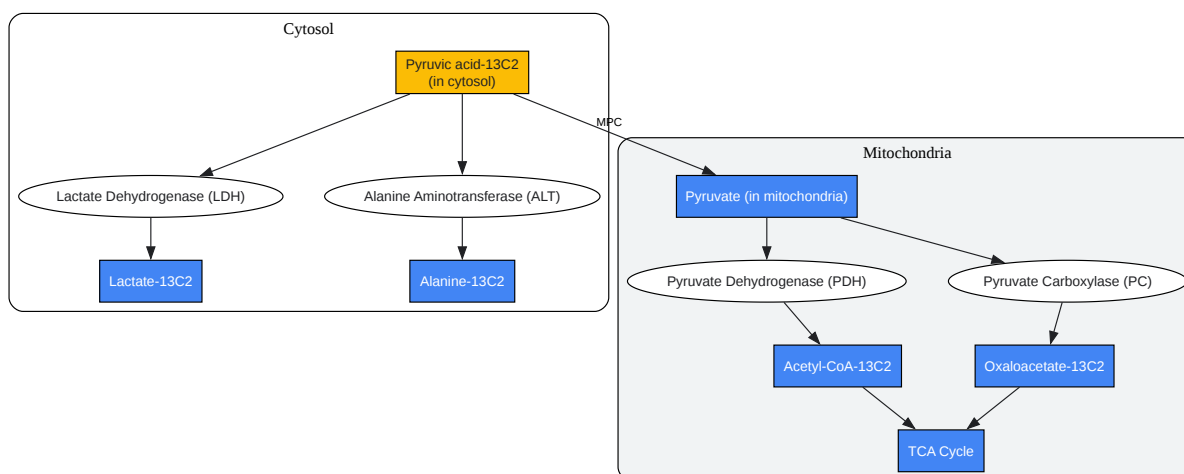 Cytosol
Pyruvic acid-13C2
(in cytosol)
MPC
Mitochondria
Lactate Dehydrogenase (LDH)
Alanine Aminotransferase (ALT)
Pyruvate (in mitochondria)
Lactate-13C2
Alanine-13C2
Pyruvate Dehydrogenase (PDH)
Pyruvate Carboxylase (PC)
Acetyl-CoA-13C2
Oxaloacetate-13C2
TCA Cycle